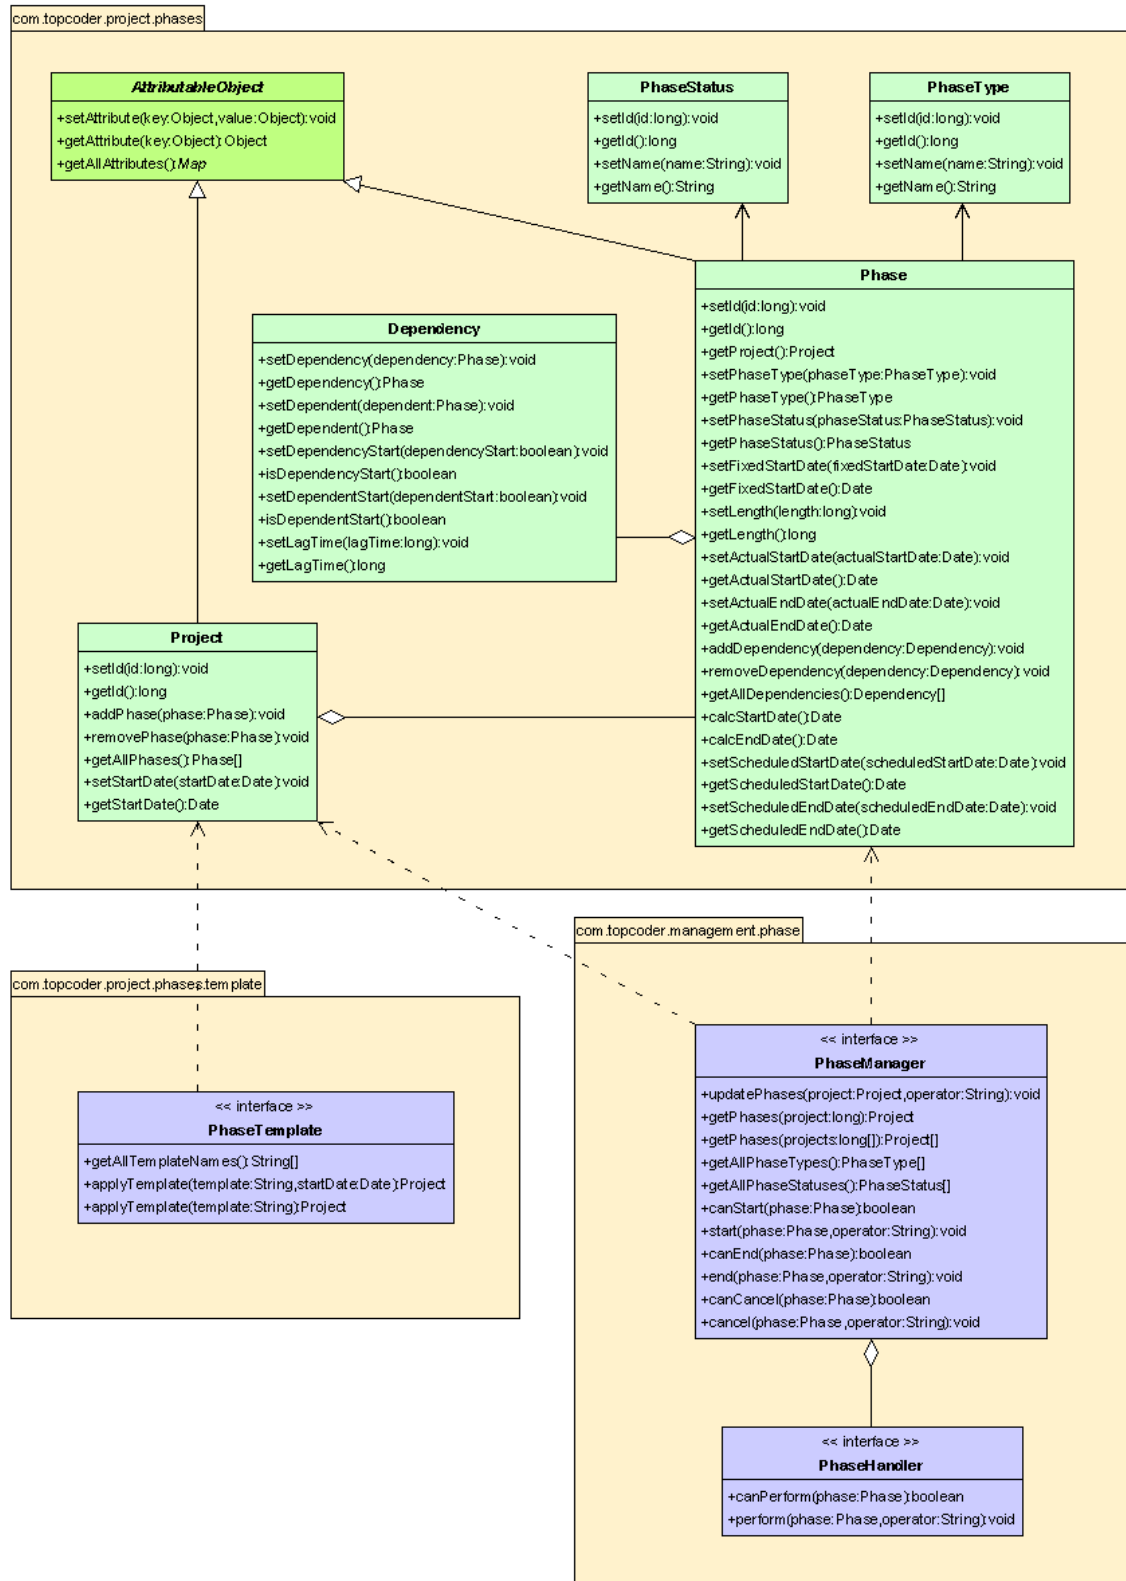 com.topcoder.project.phases
AttributableObject
+setAttribute(key:Object,value:Object):void
+getAttribute(key:Object):Object
+getAllAttributes():Map
PhaseStatus
+setId(id:long):void
+getId():long
+setName(name:String):void
+getName():String
PhaseType
+setId(id:long):void
+getId():long
+setName(name:String):void
+getName():String
Phase
+setId(id:long):void
+getId():long
+getProject():Project
+setPhaseType(phaseType:PhaseType):void
+getPhaseType():PhaseType
+setPhaseStatus(phaseStatus:PhaseStatus):void
+getPhaseStatus():PhaseStatus
+setFixedStartDate(fixedStartDate:Date):void
+getFixedStartDate():Date
+setLength(length:long):void
+getLength():long
+setActualStartDate(actualStartDate:Date):void
+getActualStartDate():Date
+setActualEndDate(actualEndDate:Date):void
+getActualEndDate():Date
+addDependency(dependency:Dependency):void
+removeDependency(dependency:Dependency):void
+getAllDependencies():Dependency[]
+calcStartDate():Date
+calcEndDate():Date
+setScheduledStartDate(scheduledStartDate:Date):void
+getScheduledStartDate():Date
+setScheduledEndDate(scheduledEndDate:Date):void
+getScheduledEndDate():Date
Dependency
+setDependency(dependency:Phase):void
+getDependency():Phase
+setDependent(dependent:Phase):void
+getDependent():Phase
+setDependencyStart(dependencyStart:boolean):void
+isDependencyStart():boolean
+setDependentStart(dependentStart:boolean):void
+isDependentStart():boolean
+setLagTime(lagTime:long):void
+getLagTime():long
Project
+setId(id:long):void
+getId():long
+addPhase(phase:Phase):void
+removePhase(phase:Phase):void
+getAllPhases():Phase[]
+setStartDate(startDate:Date):void
+getStartDate():Date
com.topcoder.project.phases.template
<< interface >>
PhaseTemplate
+getAllTemplateNames():String[]
+applyTemplate(template:String,startDate:Date):Project
+applyTemplate(template:String):Project
com.topcoder.management.phase
<< interface >>
PhaseManager
+updatePhases(project:Project,operator:String):void
+getPhases(project:long):Project
+getPhases(projects:long[]):Project[]
+getAllPhaseTypes():PhaseType[]
+getAllPhaseStatuses():PhaseStatus[]
+canStart(phase:Phase):boolean
+start(phase:Phase,operator:String):void
+canEnd(phase:Phase):boolean
+end(phase:Phase,operator:String):void
+canCancel(phase:Phase):boolean
+cancel(phase:Phase,operator:String):void
<< interface >>
PhaseHandler
+canPerform(phase:Phase):boolean
+perform(phase:Phase,operator:String):void